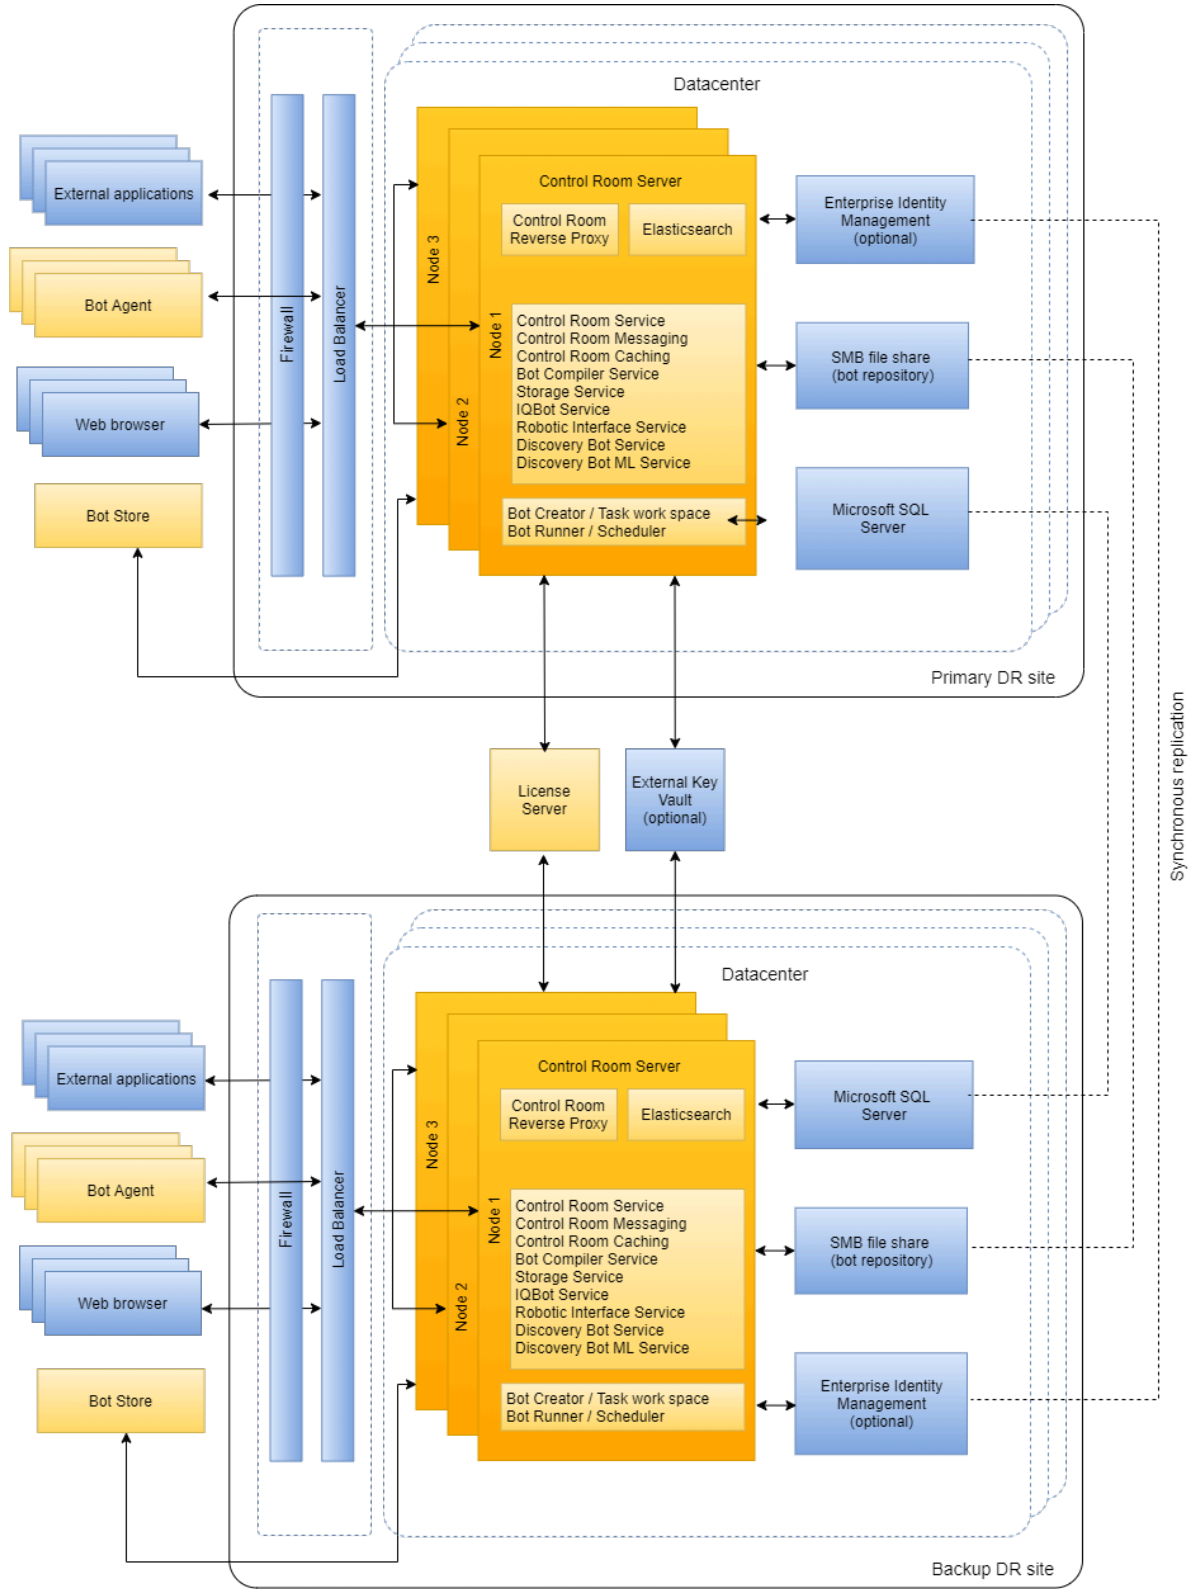 Datacenter
External applications
Bot Agent
Web browser
Bot Store
Firewall
Load Balancer
Node 3
Node 2
Node 1
Control Room Server
Control Room
Reverse Proxy
Elasticsearch
Control Room Service
Control Room Messaging
Control Room Caching
Bot Compiler Service
Storage Service
IQBot Service
Robotic Interface Service
Discovery Bot Service
Discovery Bot ML Service
Bot Creator / Task work space
Bot Runner / Scheduler
Enterprise Identity
Management
(optional)
SMB file share
(bot repository)
Microsoft SQL
Server
Primary DR site
License
Server
External Key
Vault
(optional)
Synchronous replication
Datacenter
External applications
Bot Agent
Web browser
Bot Store
Firewall
Load Balancer
Node 3
Node 2
Node 1
Control Room Server
Control Room
Reverse Proxy
Elasticsearch
Control Room Service
Control Room Messaging
Control Room Caching
Bot Compiler Service
Storage Service
IQBot Service
Robotic Interface Service
Discovery Bot Service
Discovery Bot ML Service
Bot Creator / Task work space
Bot Runner / Scheduler
Microsoft SQL
Server
SMB file share
(bot repository)
Enterprise Identity
Management
(optional)
Backup DR site